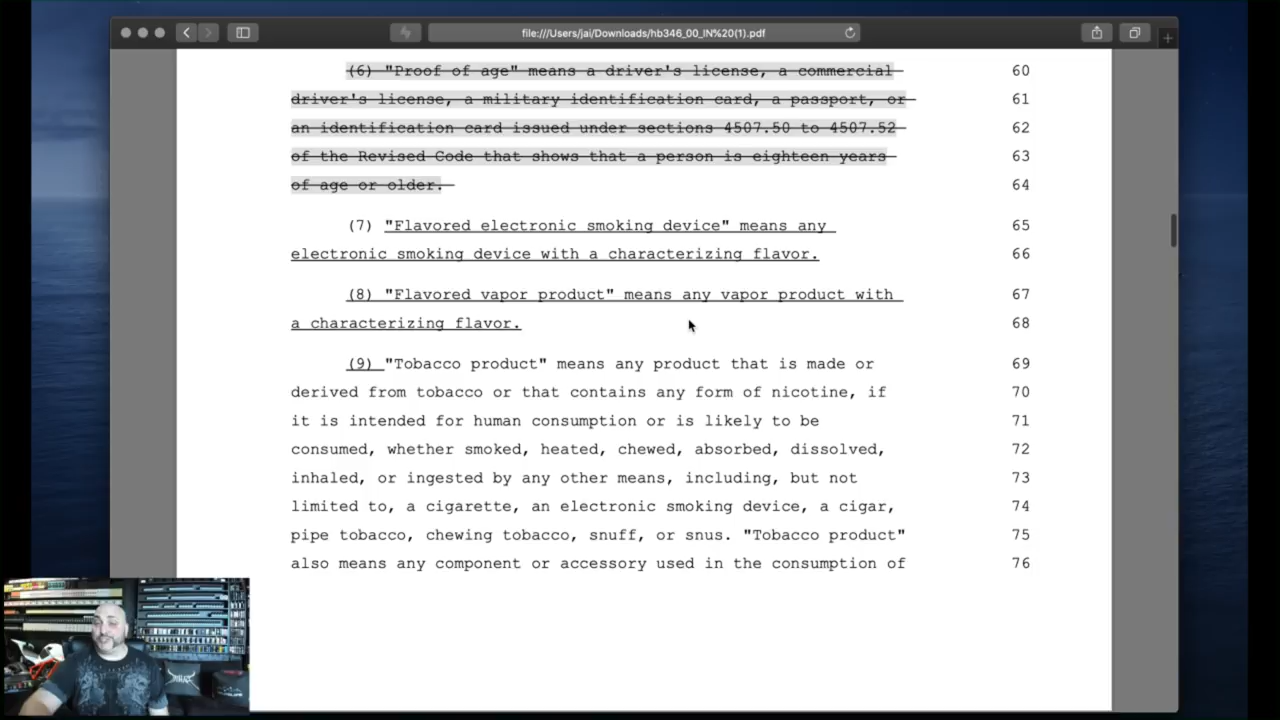 file:///Users/jai/Downloads/hb346_00_IN%20(1).pdf
(6) "Proof of age" means a driver's license, a commercial 60
driver's license, a military identification card, a passport, or 61
an identification card issued under sections 4507.50 to 4507.52 62
of the Revised Code that shows that a person is eighteen years 63
of age or older. 64
(7) "Flavored electronic smoking device" means any 65
electronic smoking device with a characterizing flavor. 66
(8) "Flavored vapor product" means any vapor product with 67
a characterizing flavor. 68
(9) "Tobacco product" means any product that is made or 69
derived from tobacco or that contains any form of nicotine, if 70
it is intended for human consumption or is likely to be 71
consumed, whether smoked, heated, chewed, absorbed, dissolved, 72
inhaled, or ingested by any other means, including, but not 73
limited to, a cigarette, an electronic smoking device, a cigar, 74
pipe tobacco, chewing tobacco, snuff, or snus. "Tobacco product" 75
also means any component or accessory used in the consumption of 76